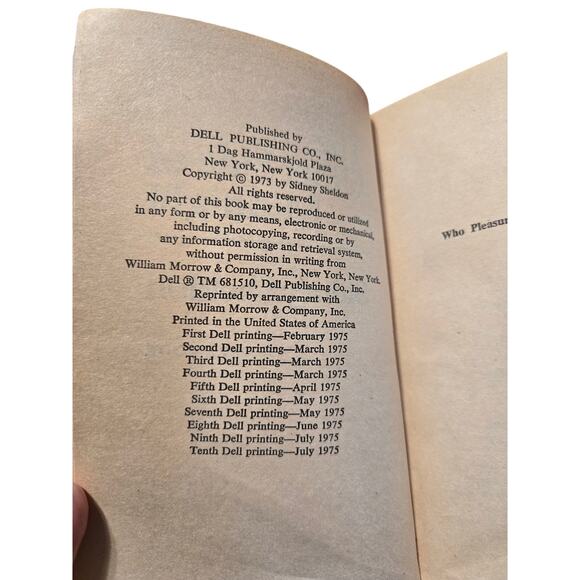 Published by
DELL PUBLISHING CO., INC.
1 Dag Hammarskjold Plaza
New York, New York 10017
Copyright © 1973 by Sidney Sheldon
All rights reserved.
No part of this book may be reproduced or utilized
in any form or by any means, electronic or mechanical,
including photocopying, recording or by
any information storage and retrieval system,
without permission in writing from
William Morrow & Company, Inc., New York, New York.
Dell ® TM 681510, Dell Publishing Co., Inc.
Reprinted by arrangement with
William Morrow & Company, Inc.
Printed in the United States of America
First Dell printing—February 1975
Second Dell printing—March 1975
Third Dell printing—March 1975
Fourth Dell printing—March 1975
Fifth Dell printing—April 1975
Sixth Dell printing—May 1975
Seventh Dell printing—May 1975
Eighth Dell printing—June 1975
Ninth Dell printing—July 1975
Tenth Dell printing—July 1975
Who Pleasur